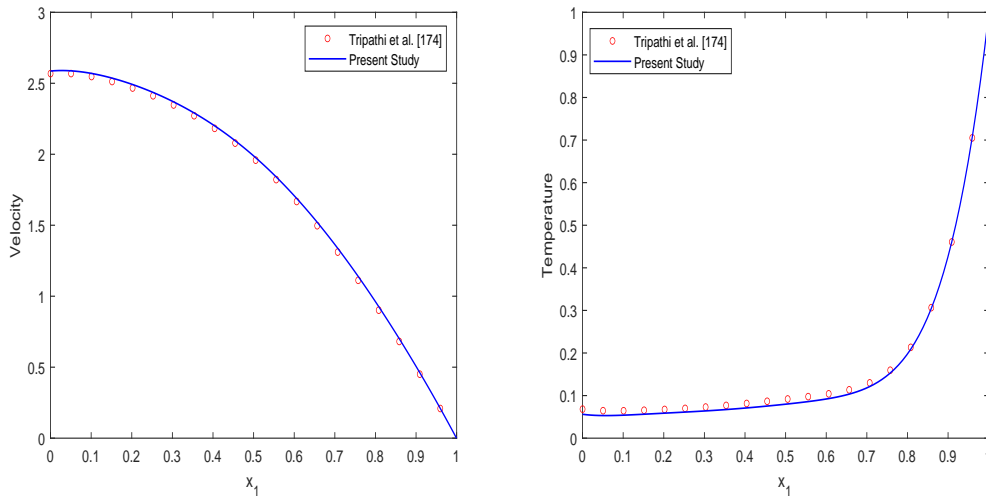 3
2.5
2
1.5
1
0.5
0
Velocity
Tripathi et al. [174]
Present Study
0 0.1 0.2 0.3 0.4 0.5 0.6 0.7 0.8 0.9 1
x_1
1
0.9
0.8
0.7
0.6
0.5
0.4
0.3
0.2
0.1
0
Temperature
Tripathi et al. [174]
Present Study
0 0.1 0.2 0.3 0.4 0.5 0.6 0.7 0.8 0.9 1
x_1